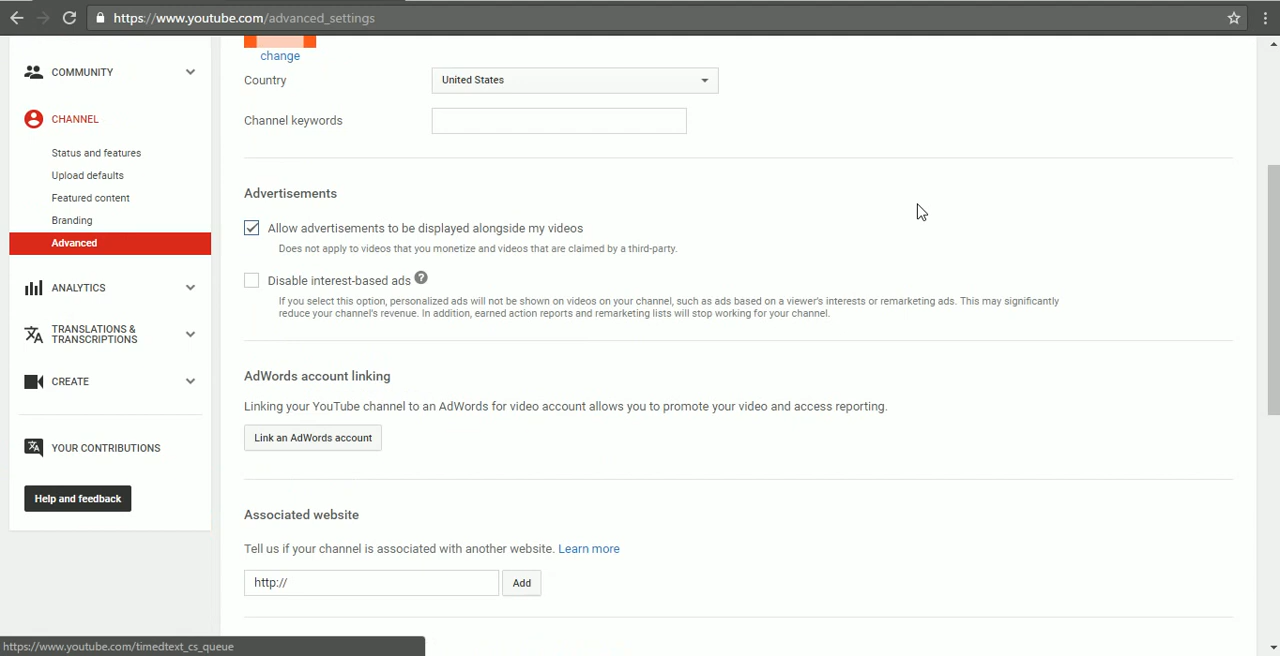 https://www.youtube.com/advanced_settings
COMMUNITY
CHANNEL
Status and features
Upload defaults
Featured content
Branding
Advanced
ANALYTICS
TRANSLATIONS &
TRANSCRIPTIONS
CREATE
YOUR CONTRIBUTIONS
Help and feedback
change
Country United States
Channel keywords
Advertisements
Allow advertisements to be displayed alongside my videos
Does not apply to videos that you monetize and videos that are claimed by a third-party.
Disable interest-based ads ?
If you select this option, personalized ads will not be shown on videos on your channel, such as ads based on a viewer's interests or remarketing ads. This may significantly
reduce your channel's revenue. In addition, earned action reports and remarketing lists will stop working for your channel.
AdWords account linking
Linking your YouTube channel to an AdWords for video account allows you to promote your video and access reporting.
Link an AdWords account
Associated website
Tell us if your channel is associated with another website. Learn more
http:// Add
https://www.youtube.com/timedtext_cs_queue